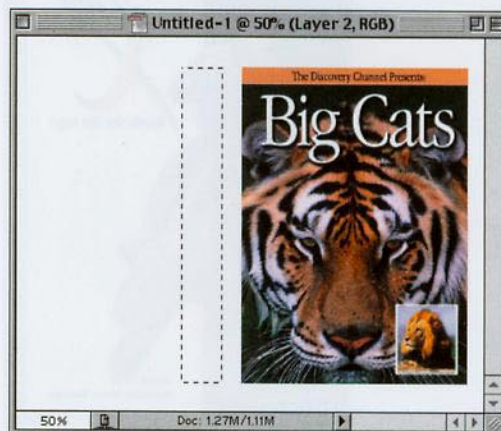 Untitled-1 @ 50% (Layer 2, RGB)
The Discovery Channel Presents
Big Cats
50%
Doc: 1.27M/1.11M